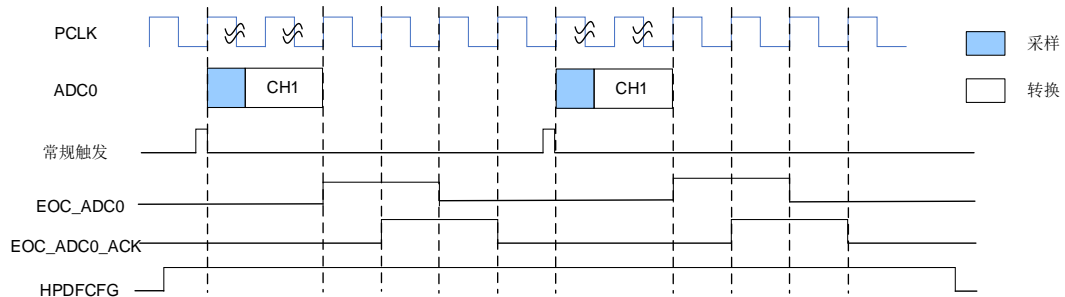 PCLK
采样
ADC0
CH1
CH1
转换
常规触发
EOC_ADC0
EOC_ADC0_ACK
HPDFCFG